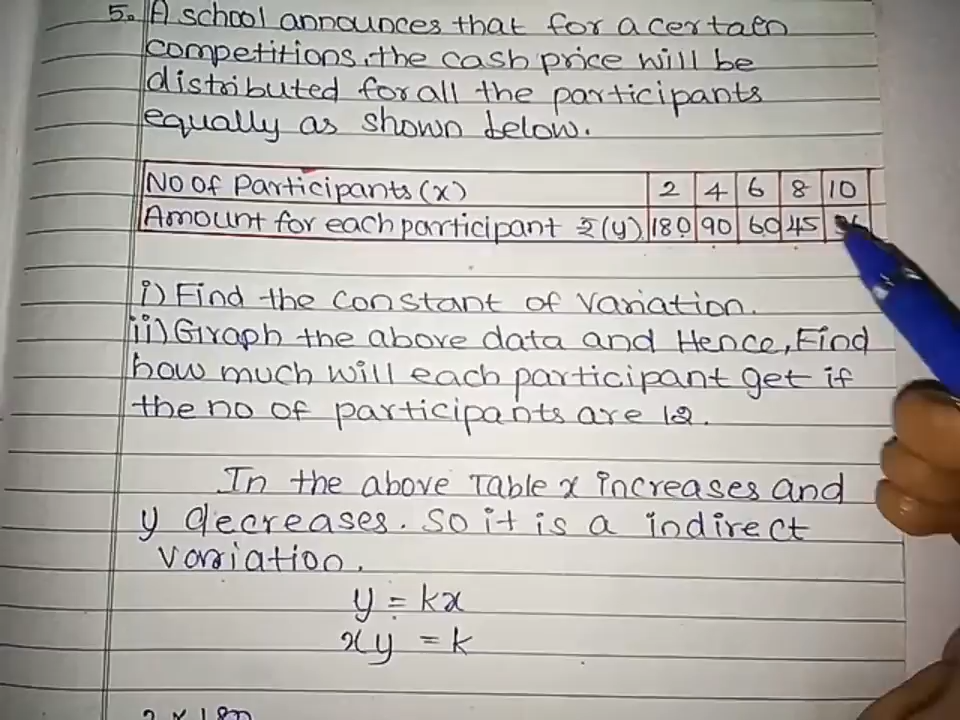 5. A school announces that for a certain
competitions, the cash price will be
distributed for all the participants
equally as shown below.
No of Participants (x) 2 4 6 8 10
Amount for each participant ₹ (y) 180 90 60 45
i) Find the constant of variation.
ii) Graph the above data and Hence, Find
how much will each participant get if
the no of participants are 12.
In the above Table x increases and
y decreases. so it is a indirect
variation.
y = kx
xy = k
2 x 180